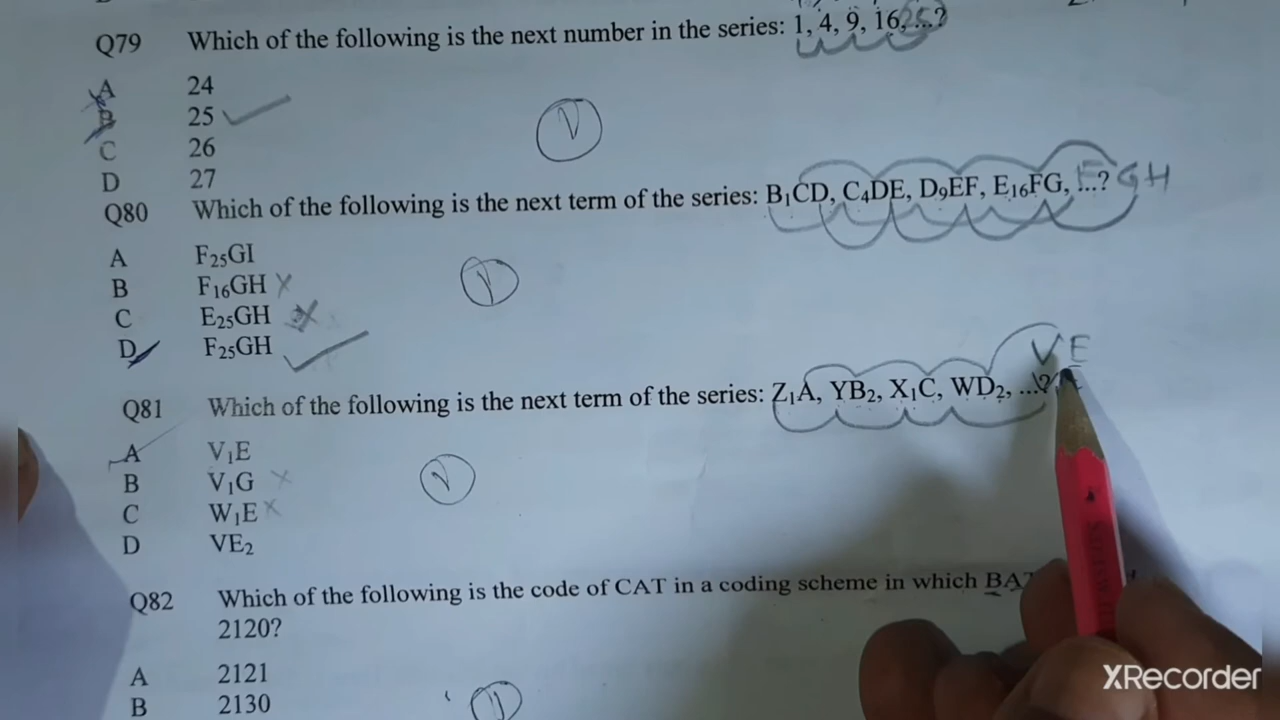 Q79 Which of the following is the next number in the series: 1, 4, 9, 16, ...?
A 24
B 25
C 26
D 27
Q80 Which of the following is the next term of the series: B₁CD, C₄DE, D₉EF, E₁₆FG, ...? GH
A F₂₅GI
B F₁₆GH
C E₂₅GH
D F₂₅GH
VE
Q81 Which of the following is the next term of the series: Z₁A, YB₂, X₁C, WD₂, ...?
A V₁E
B V₁G
C W₁E
D VE₂
Q82 Which of the following is the code of CAT in a coding scheme in which
2120?
A 2121
B 2130
XRecorder